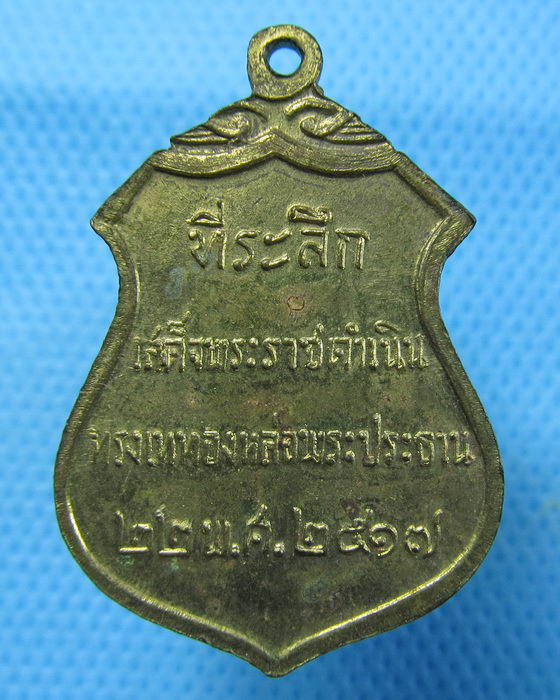 ที่ระลึก
เสด็จพระราชดำเนิน
ทรงเททองหล่อพระประธาน
๒๒ พ.ศ. ๒๕๑๗